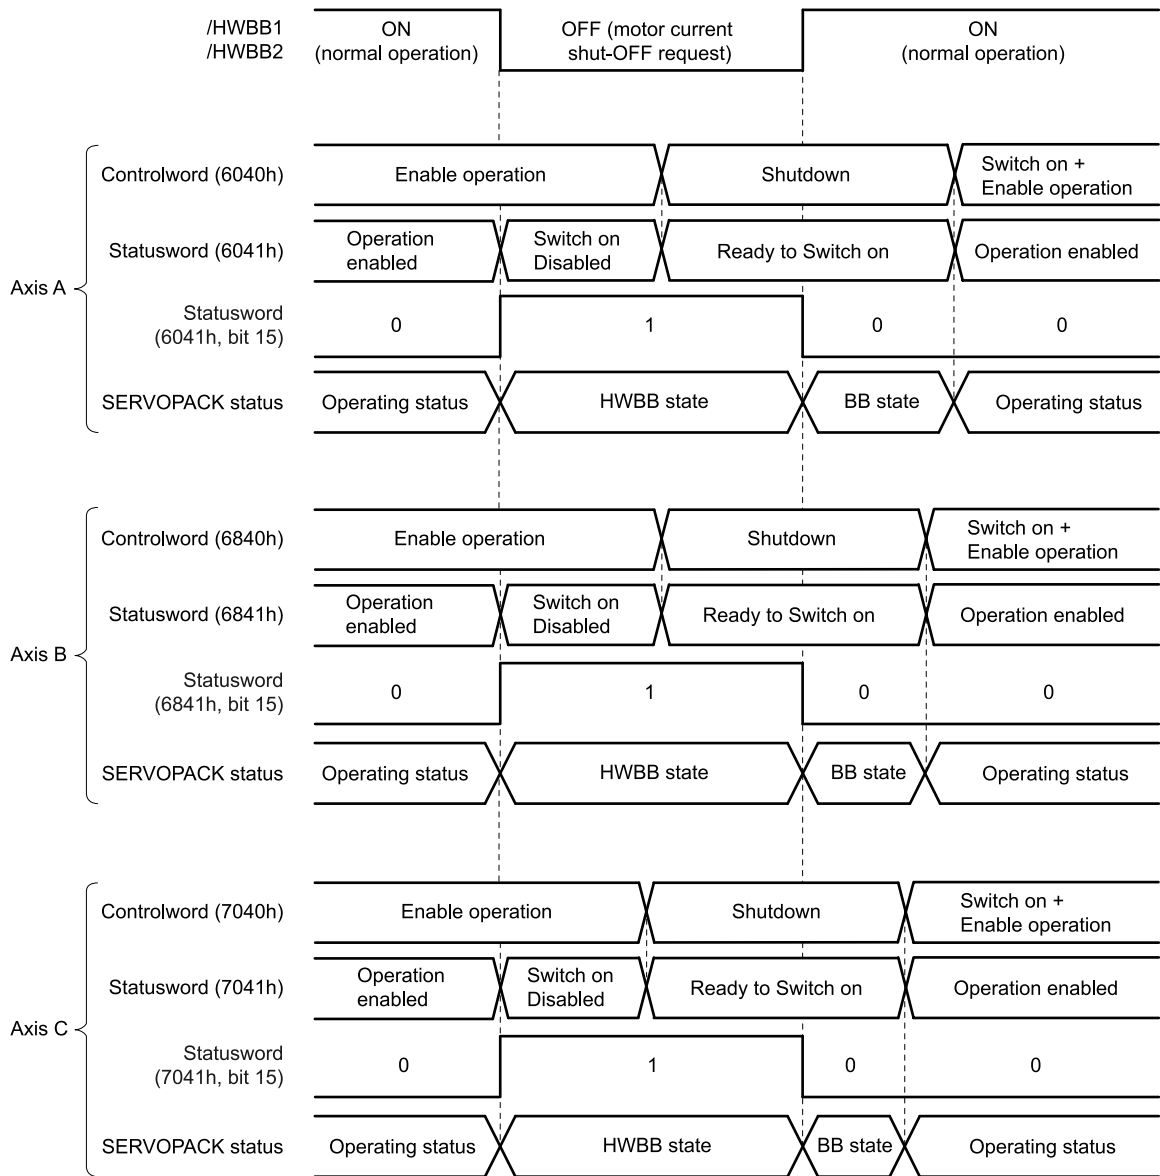 /HWBB1
/HWBB2
ON
(normal operation)
OFF (motor current
shut-OFF request)
ON
(normal operation)
Axis A
Controlword (6040h)
Enable operation
Shutdown
Switch on +
Enable operation
Statusword (6041h)
Operation
enabled
Switch on
Disabled
Ready to Switch on
Operation enabled
Statusword
(6041h, bit 15)
0
1
0
0
SERVOPACK status
Operating status
HWBB state
BB state
Operating status
Axis B
Controlword (6840h)
Enable operation
Shutdown
Switch on +
Enable operation
Statusword (6841h)
Operation
enabled
Switch on
Disabled
Ready to Switch on
Operation enabled
Statusword
(6841h, bit 15)
0
1
0
0
SERVOPACK status
Operating status
HWBB state
BB state
Operating status
Axis C
Controlword (7040h)
Enable operation
Shutdown
Switch on +
Enable operation
Statusword (7041h)
Operation
enabled
Switch on
Disabled
Ready to Switch on
Operation enabled
Statusword
(7041h, bit 15)
0
1
0
0
SERVOPACK status
Operating status
HWBB state
BB state
Operating status